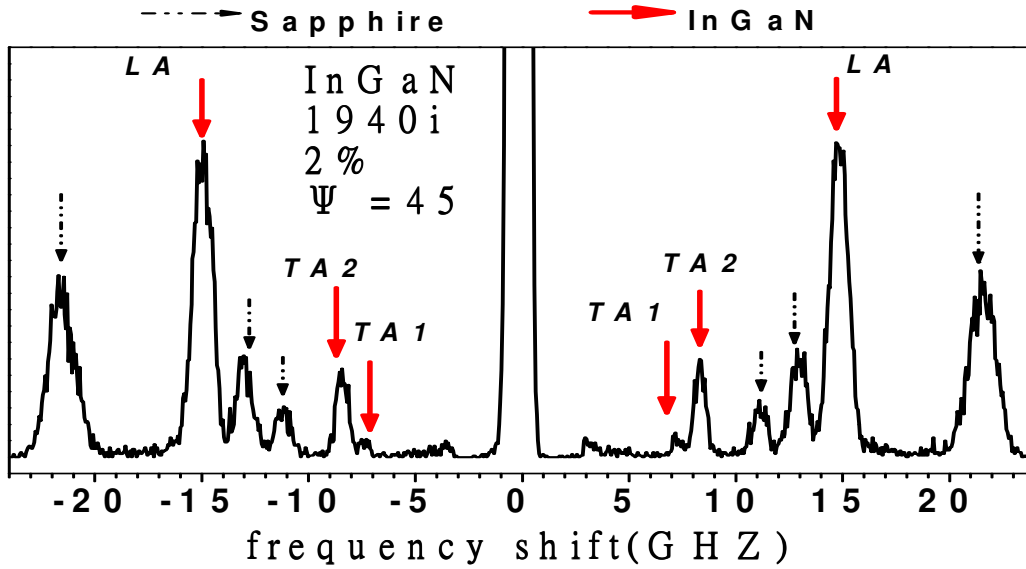 Sapphire InGaN
LA
LA
InGaN
1940i
2%
Ψ =45
TA2
TA1
TA2
TA1
-20 -15 -10 -5 0 5 10 15 20
frequency shift(GHZ)